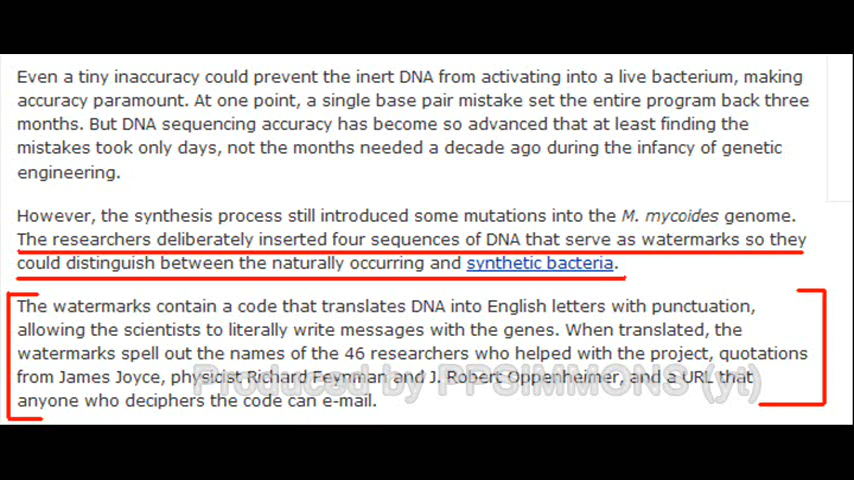 Even a tiny inaccuracy could prevent the inert DNA from activating into a live bacterium, making
accuracy paramount. At one point, a single base pair mistake set the entire program back three
months. But DNA sequencing accuracy has become so advanced that at least finding the
mistakes took only days, not the months needed a decade ago during the infancy of genetic
engineering.
However, the synthesis process still introduced some mutations into the M. mycoides genome.
The researchers deliberately inserted four sequences of DNA that serve as watermarks so they
could distinguish between the naturally occurring and synthetic bacteria.
The watermarks contain a code that translates DNA into English letters with punctuation,
allowing the scientists to literally write messages with the genes. When translated, the
watermarks spell out the names of the 46 researchers who helped with the project, quotations
from James Joyce, physicist Richard Feynman and J. Robert Oppenheimer, and a URL that
Produced by PPSIMMONS (yt)
anyone who deciphers the code can e-mail.